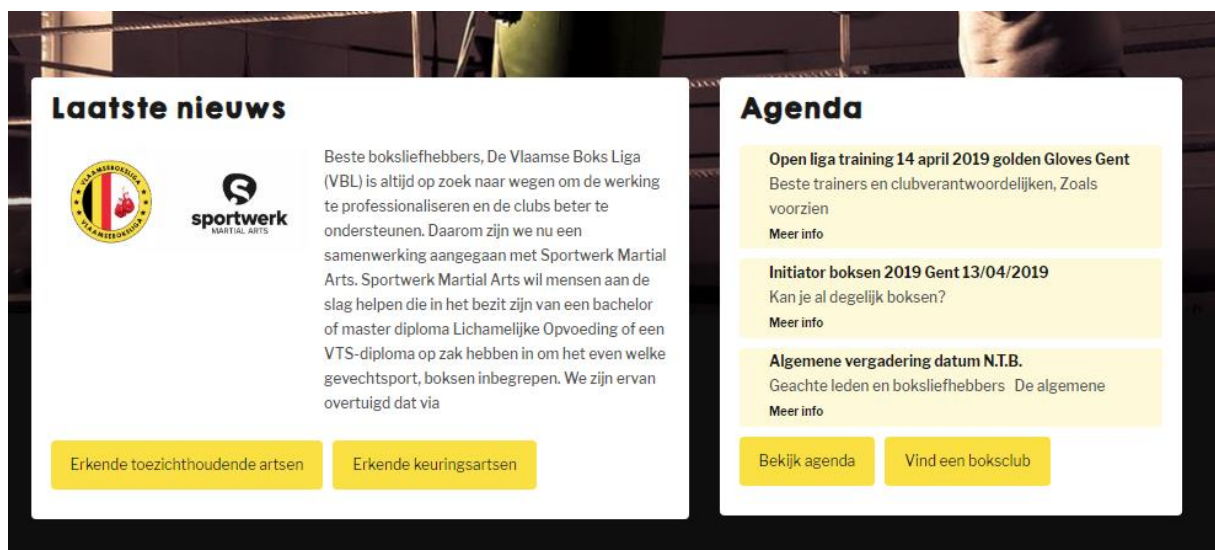 Laatste nieuws
VLAAMSEBOKSLIGA
VLAAMSEBOKSLIGA
sportwerk
MARTIAL ARTS
Beste boksliefhebbers, De Vlaamse Boks Liga
(VBL) is altijd op zoek naar wegen om de werking
te professionaliseren en de clubs beter te
ondersteunen. Daarom zijn we nu een
samenwerking aangegaan met Sportwerk Martial
Arts. Sportwerk Martial Arts wil mensen aan de
slag helpen die in het bezit zijn van een bachelor
of master diploma Lichamelijke Opvoeding of een
VTS-diploma op zak hebben in om het even welke
gevechtsport, boksen inbegrepen. We zijn ervan
overtuigd dat via
Erkende toezichthoudende artsen
Erkende keuringsartsen
Agenda
Open liga training 14 april 2019 golden Gloves Gent
Beste trainers en clubverantwoordelijken, Zoals
voorzien
Meer info
Initiator boksen 2019 Gent 13/04/2019
Kan je al degelijk boksen?
Meer info
Algemene vergadering datum N.T.B.
Geachte leden en boksliefhebbers  De algemene
Meer info
Bekijk agenda
Vind een boksclub